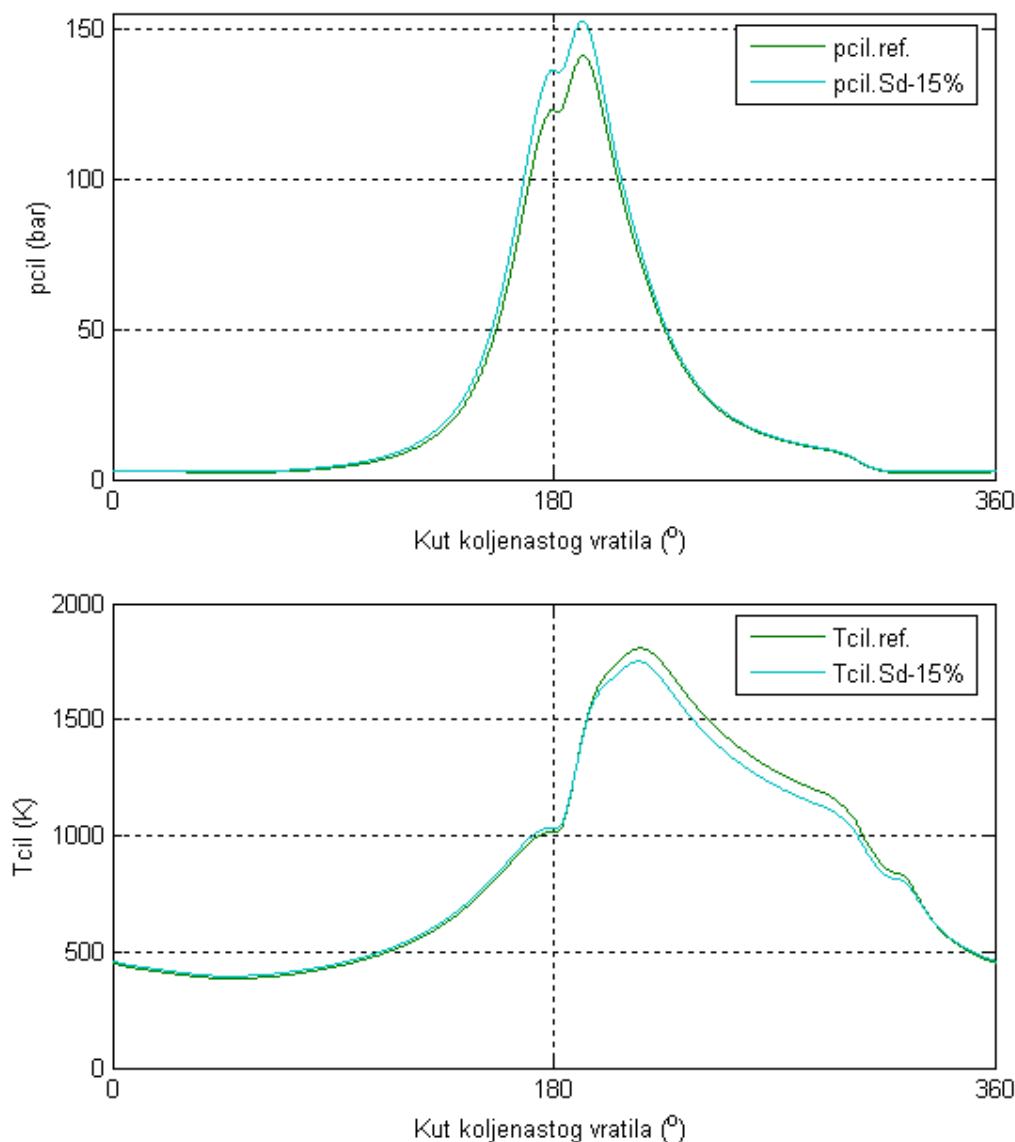 150
100
50
0
pcil (bar)
pcil.ref.
pcil.Sd-15%
0
180
360
Kut koljenastog vratila (º)
2000
1500
1000
500
0
Tcil (K)
Tcil.ref.
Tcil.Sd-15%
0
180
360
Kut koljenastog vratila (º)